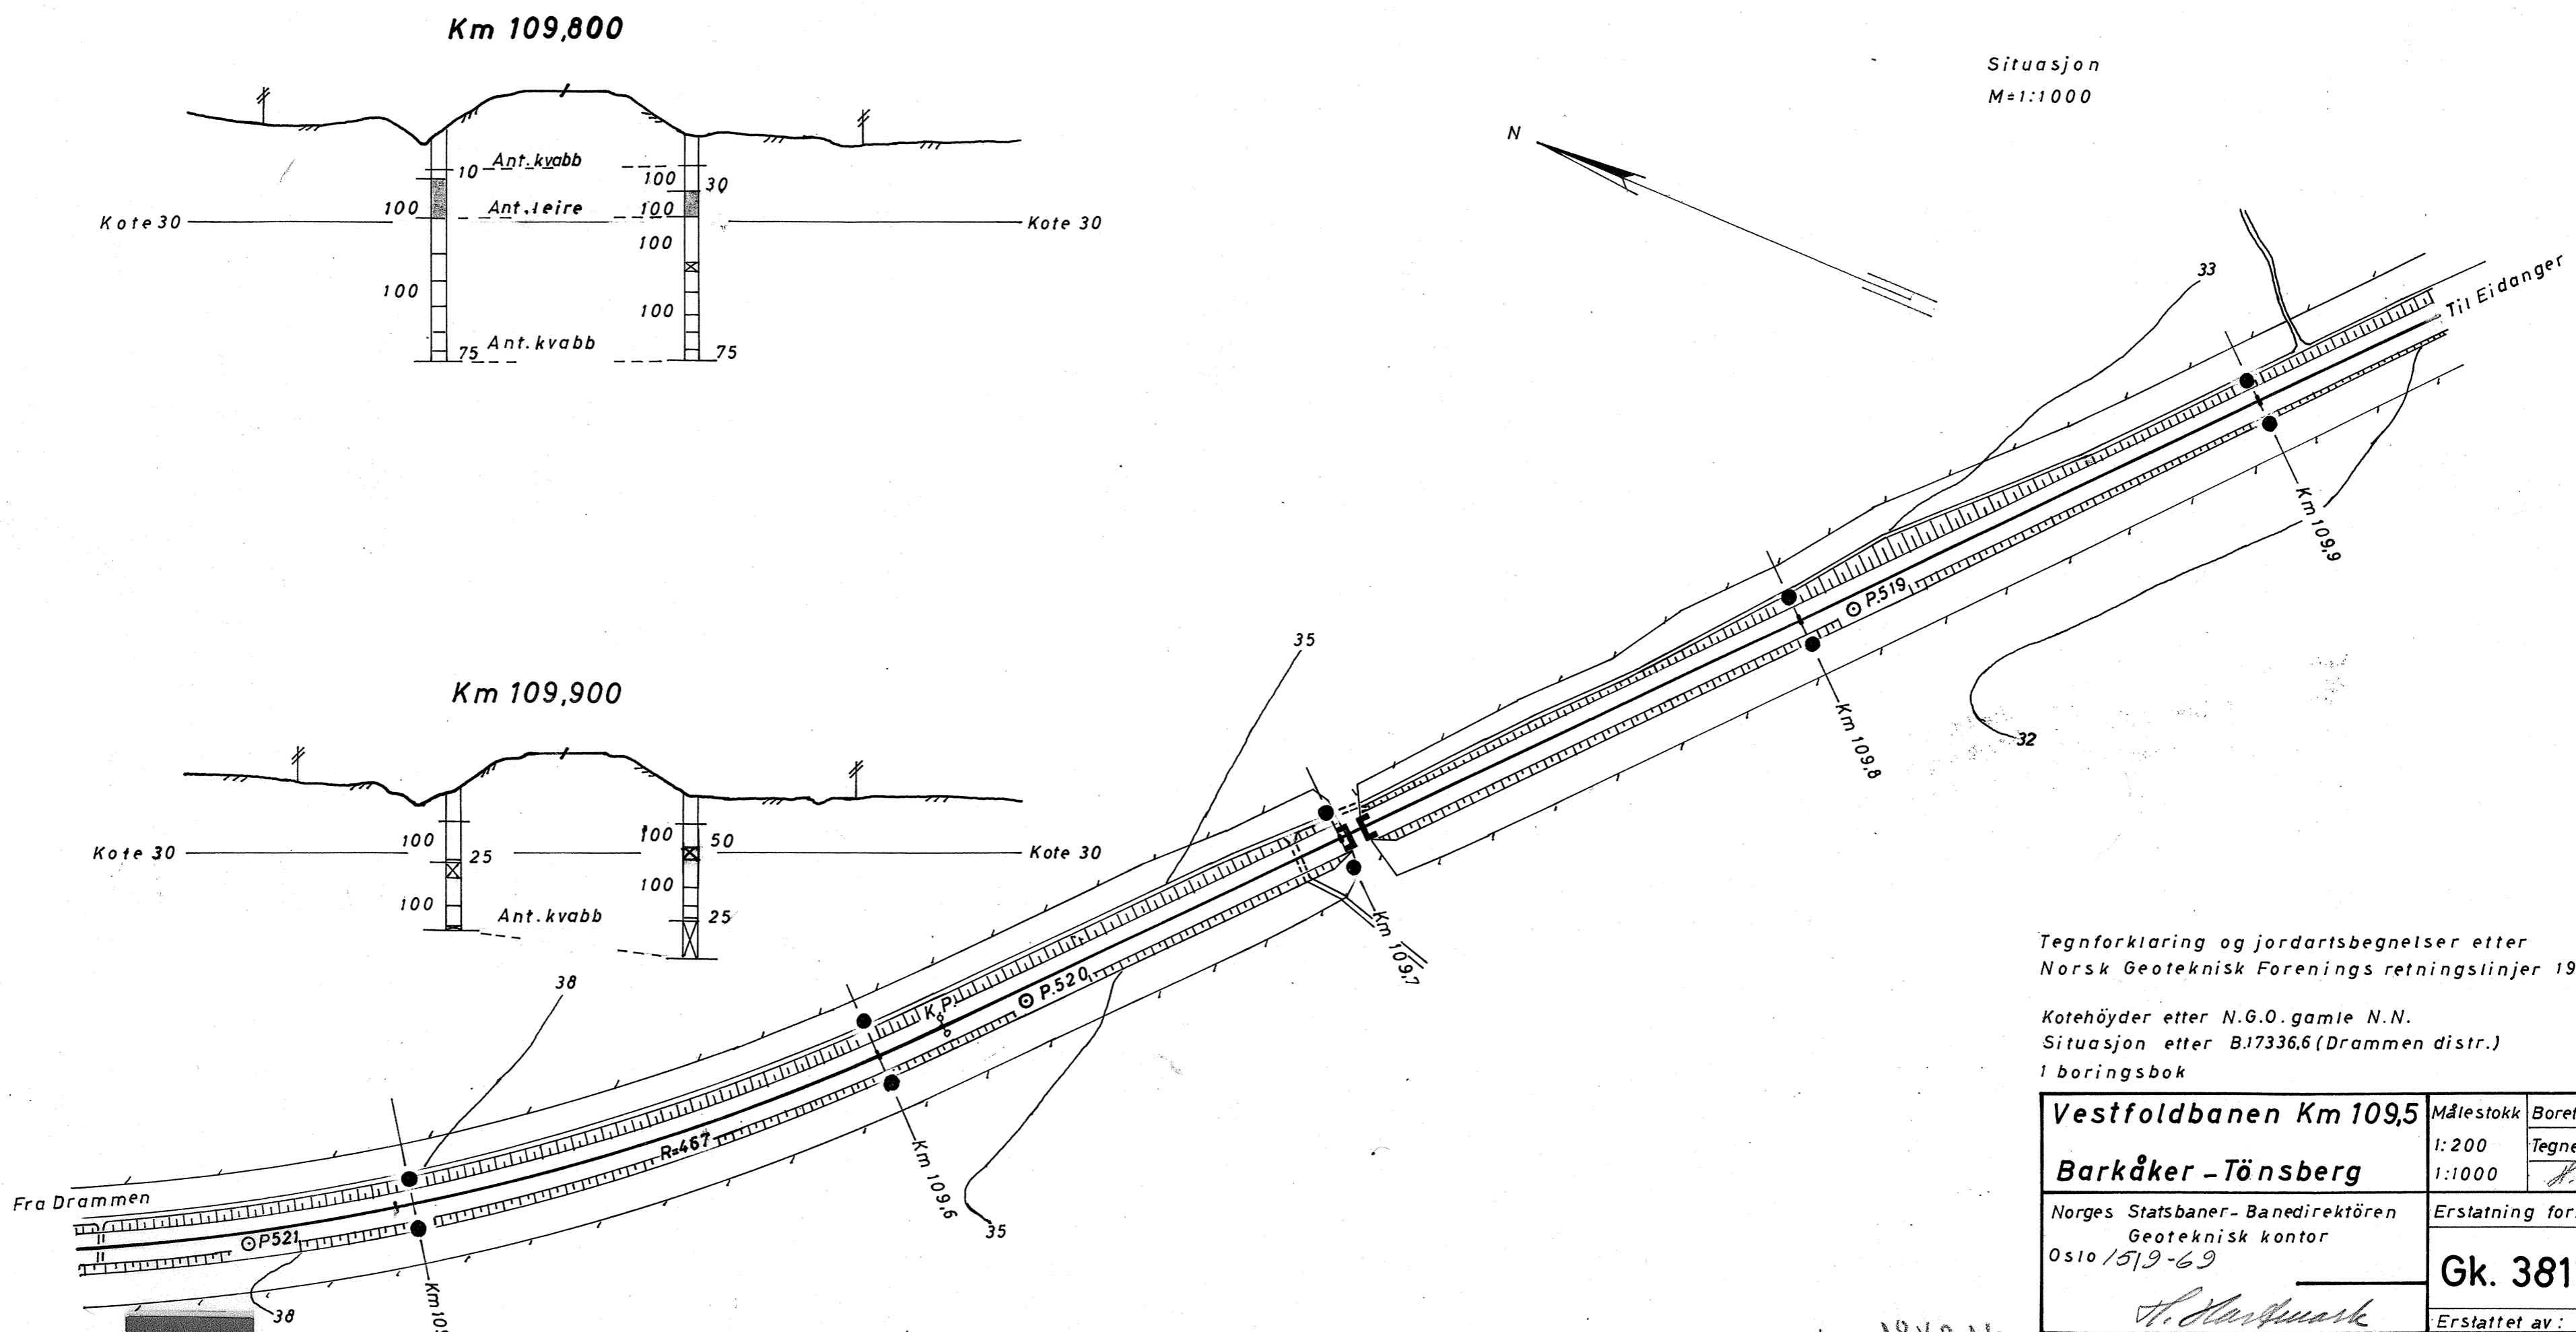 Km 109,800
Ant. kvabb
10
100
30
100
Ant. leire
100
Kote 30
Kote 30
100
100
100
Ant. kvabb
75
75
Km 109,900
100
100
50
Kote 30
25
Kote 30
100
100
Ant. kvabb
25
Situasjon
M=1:1000
N
33
Til Eidanger
Km 109,9
P.519
32
Km 109,8
35
Km 109,7
K.P.
P.520
38
Km 109,6
R=467
35
Fra Drammen
P521
38
Tegnforklaring og jordartsbegnelser etter
Norsk Geoteknisk Forenings retningslinjer 19
Kotehöyder etter N.G.O. gamle N.N.
Situasjon etter B.17336,6 (Drammen distr.)
1 boringsbok
Vestfoldbanen Km 109,5
Barkåker - Tönsberg
Målestokk
1:200
1:1000
Boret
Tegne
H.
Norges Statsbaner - Banedirektören
Geoteknisk kontor
Oslo 15/9-69
H. Hartmark
Erstatning for:
Gk. 381
Erstattet av: